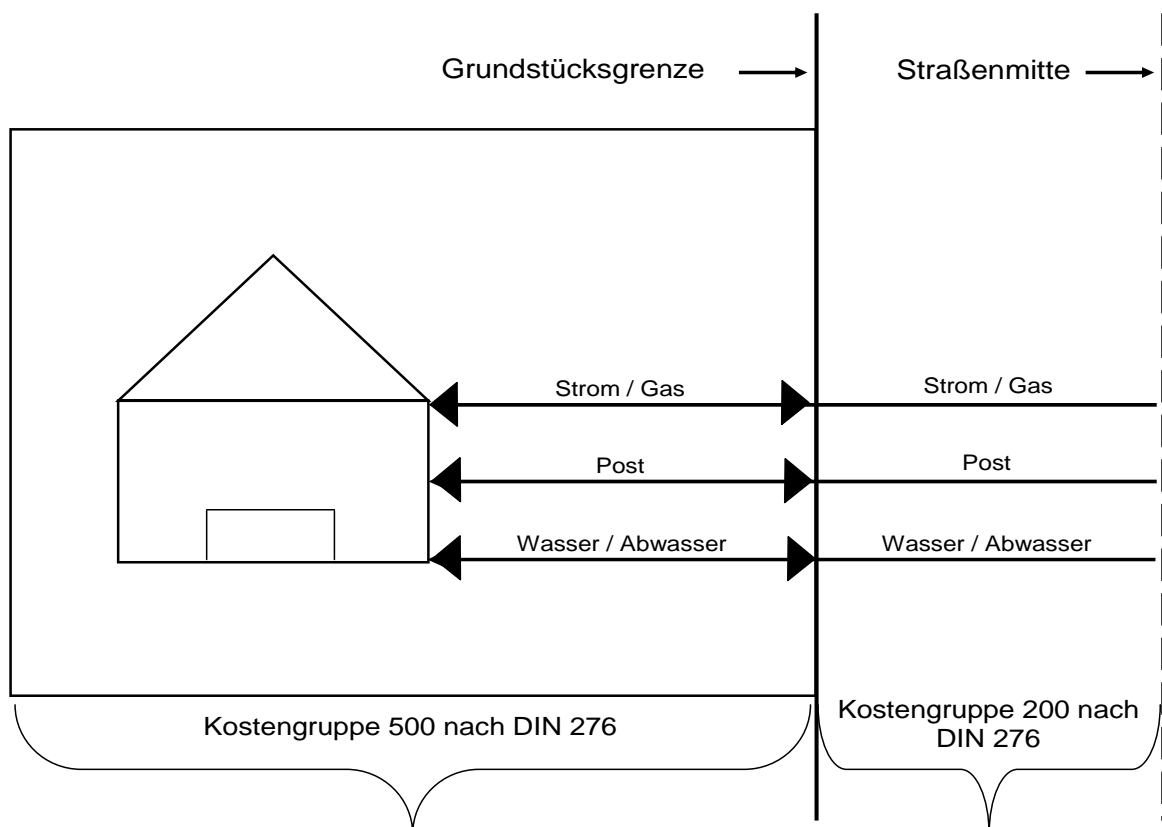 Grundstücksgrenze
Straßenmitte
Strom / Gas
Strom / Gas
Post
Post
Wasser / Abwasser
Wasser / Abwasser
Kostengruppe 500 nach DIN 276
Kostengruppe 200 nach
DIN 276